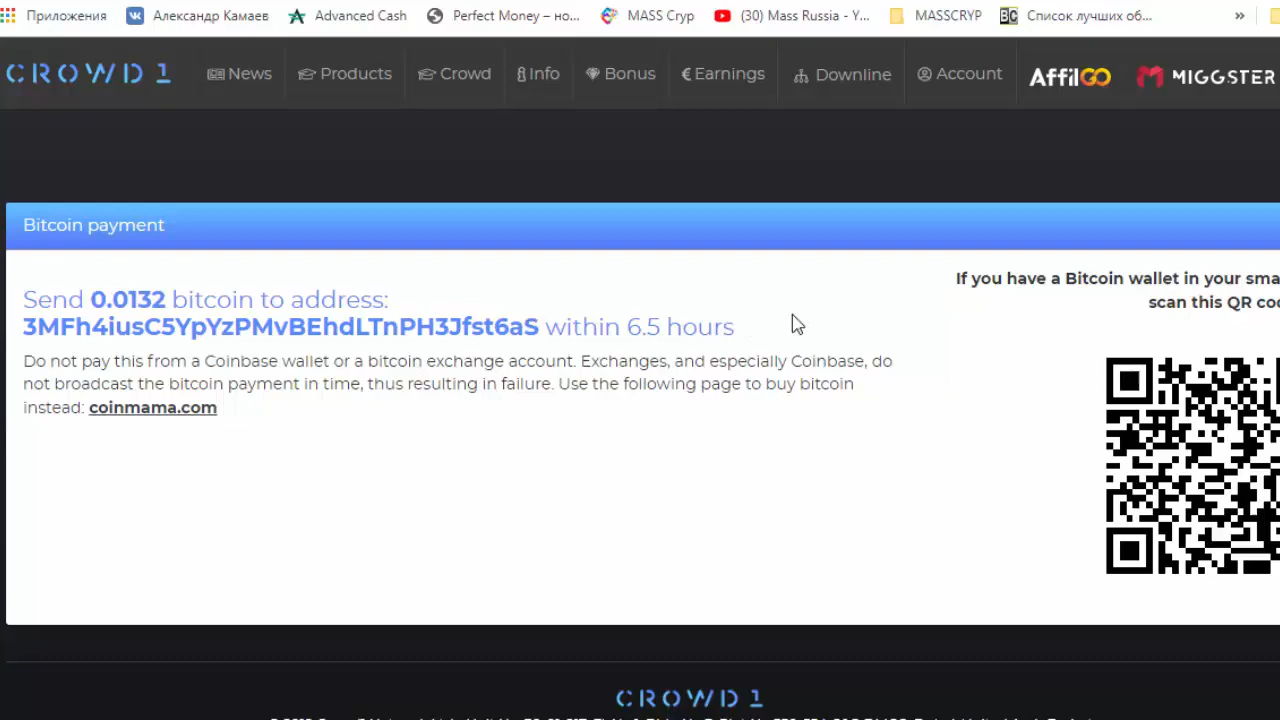 Приложения Александр Камаев Advanced Cash Perfect Money – но... MASS Cryp (30) Mass Russia - Y... MASSCRYP BC Список лучших об... »
CROWD 1 News Products Crowd Info Bonus Earnings Downline Account AffilGO MIGGSTER
Bitcoin payment
Send 0.0132 bitcoin to address:
3MFh4iusC5YpYzPMvBEhdLTnPH3Jfst6aS within 6.5 hours
Do not pay this from a Coinbase wallet or a bitcoin exchange account. Exchanges, and especially Coinbase, do
not broadcast the bitcoin payment in time, thus resulting in failure. Use the following page to buy bitcoin
instead: coinmama.com
If you have a Bitcoin wallet in your sma
scan this QR cod
CROWD 1